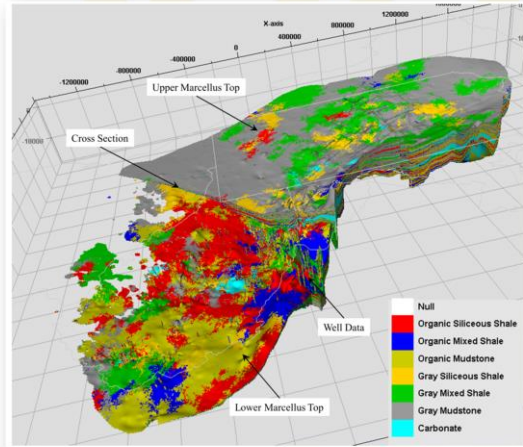 X-axis
-1200000
-800000
-400000
0
400000
800000
1200000
-10000
Upper Marcellus Top
Cross Section
Well Data
Lower Marcellus Top
Null
Organic Siliceous Shale
Organic Mixed Shale
Organic Mudstone
Gray Siliceous Shale
Gray Mixed Shale
Gray Mudstone
Carbonate